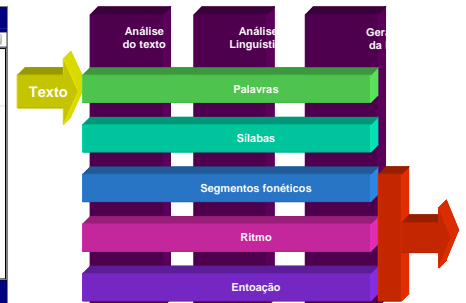 Análise
do texto
Análise
Linguísti
Ger
da
Texto
Palavras
Sílabas
Segmentos fonéticos
Ritmo
Entoação